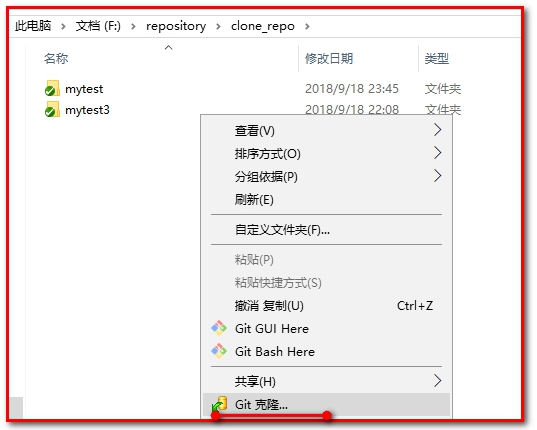 此电脑 > 文档 (F:) > repository > clone_repo >
名称 修改日期 类型
mytest 2018/9/18 23:45 文件夹
mytest3 2018/9/18 22:08 文件夹
查看(V)
排序方式(O)
分组依据(P)
刷新(E)
自定义文件夹(F)...
粘贴(P)
粘贴快捷方式(S)
撤消 复制(U) Ctrl+Z
Git GUI Here
Git Bash Here
共享(H)
Git 克隆...